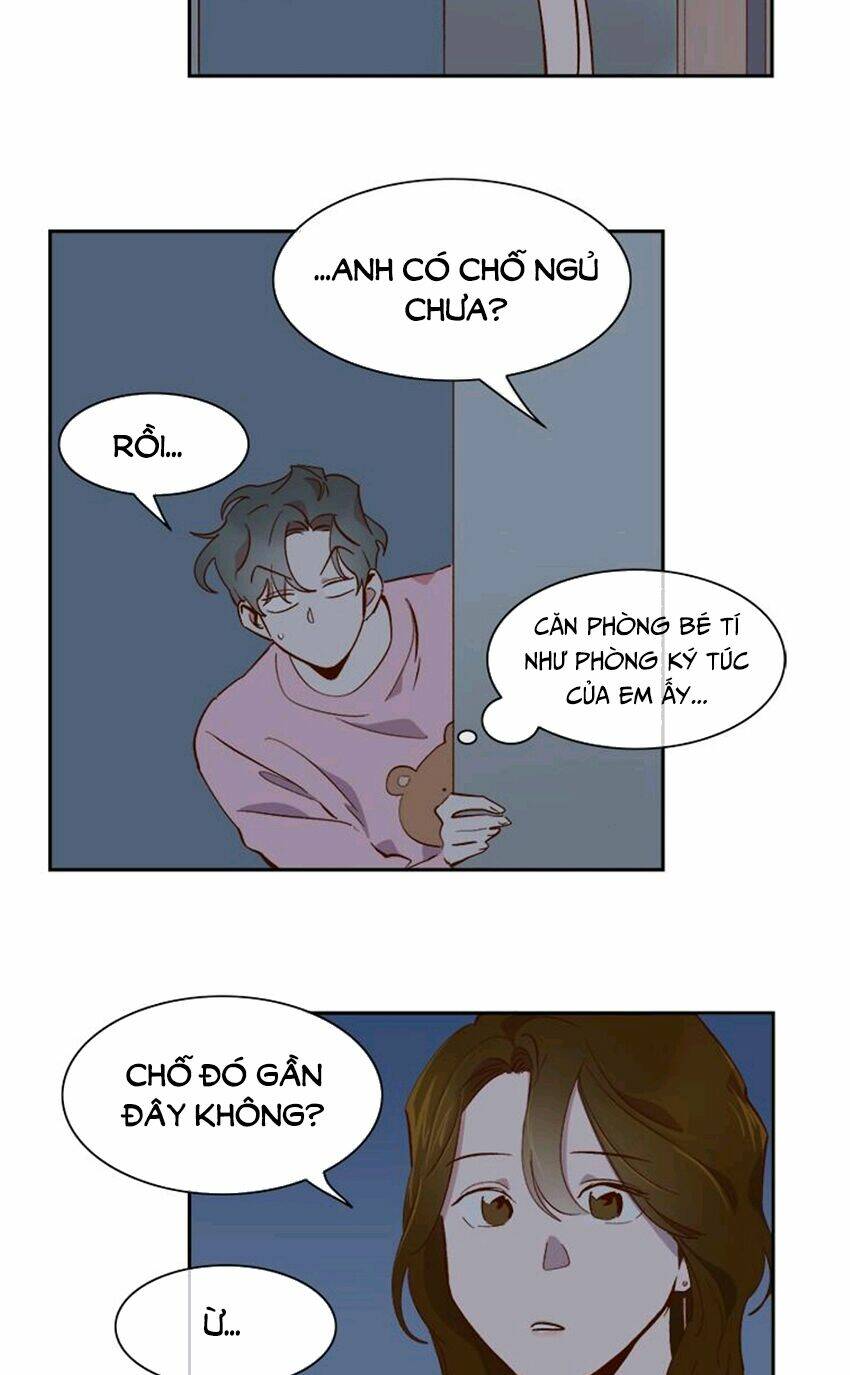 ...ANH CÓ CHỖ NGỦ
CHƯA?
RỒI...
CĂN PHÒNG BÉ TÍ
NHƯ PHÒNG KÝ TÚC
CỦA EM ẤY...
CHỖ ĐÓ GẦN
ĐÂY KHÔNG?
Ừ...